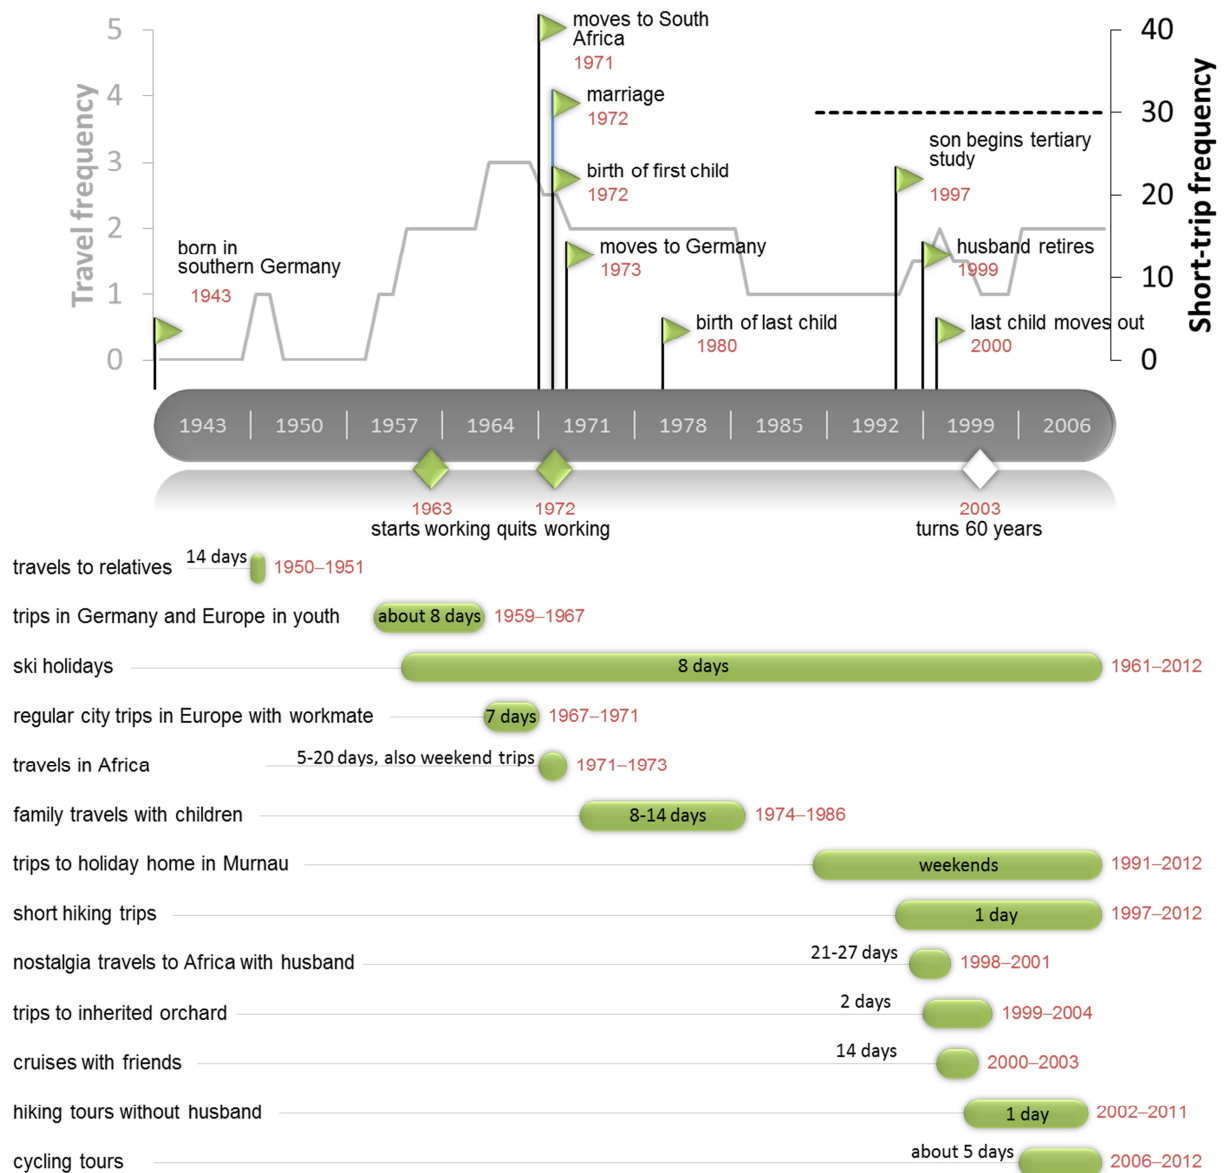 5
4
3
2
1
0
Travel frequency
40
30
20
10
0
Short-trip frequency
moves to South
Africa
1971
marriage
1972
birth of first child
1972
son begins tertiary
study
1997
born in
southern Germany
1943
moves to Germany
1973
husband retires
1999
birth of last child
1980
last child moves out
2000
1943 1950 1957 1964 1971 1978 1985 1992 1999 2006
1963 1972 2003
starts working quits working turns 60 years
travels to relatives 14 days 1950–1951
trips in Germany and Europe in youth about 8 days 1959–1967
ski holidays 8 days 1961–2012
regular city trips in Europe with workmate 7 days 1967–1971
travels in Africa 5-20 days, also weekend trips 1971–1973
family travels with children 8-14 days 1974–1986
trips to holiday home in Murnau weekends 1991–2012
short hiking trips 1 day 1997–2012
nostalgia travels to Africa with husband 21-27 days 1998–2001
trips to inherited orchard 2 days 1999–2004
cruises with friends 14 days 2000–2003
hiking tours without husband 1 day 2002–2011
cycling tours about 5 days 2006–2012